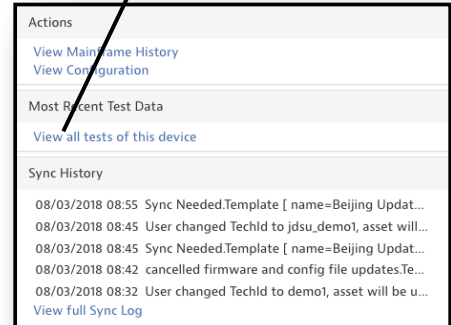 Actions
View Mainframe History
View Configuration
Most Recent Test Data
View all tests of this device
Sync History
08/03/2018 08:55 Sync Needed.Template [ name=Beijing Updat...
08/03/2018 08:45 User changed TechId to jdsu_demo1, asset will...
08/03/2018 08:45 Sync Needed.Template [ name=Beijing Updat...
08/03/2018 08:42 cancelled firmware and config file updates.Te...
08/03/2018 08:32 User changed TechId to demo1, asset will be u...
View full Sync Log